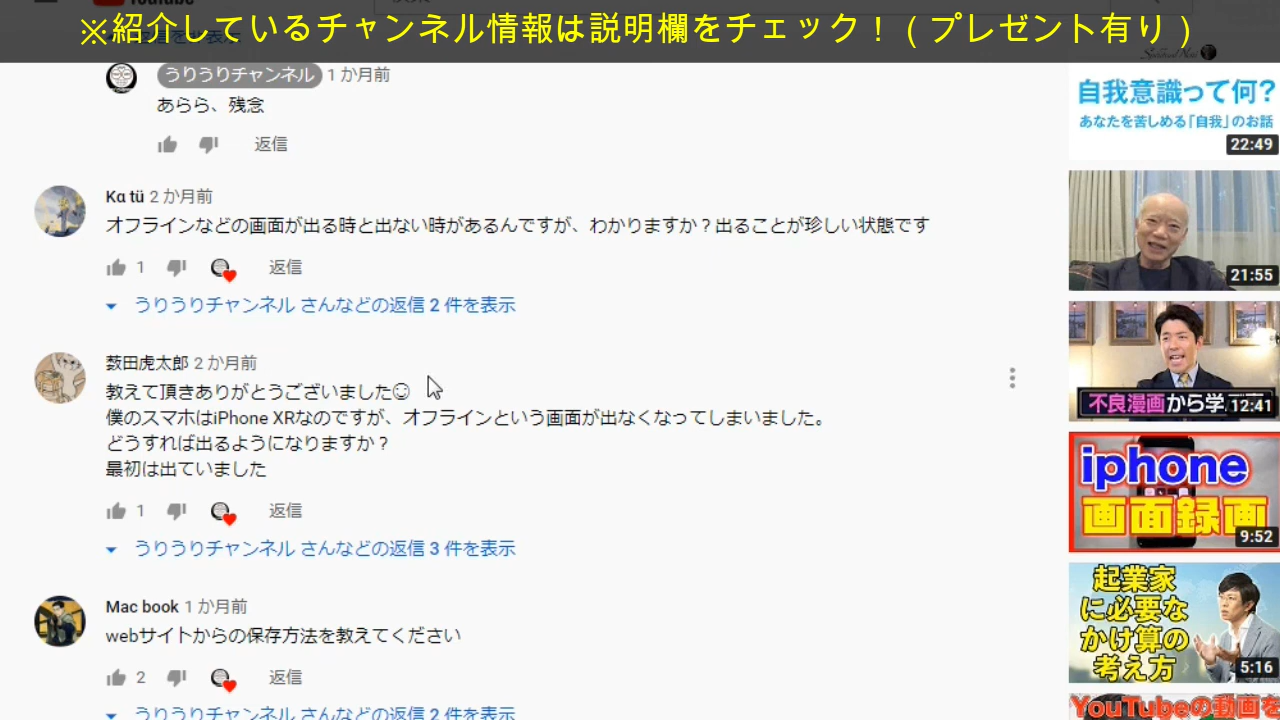 ※紹介しているチャンネル情報は説明欄をチェック！（プレゼント有り）
うりうりチャンネル 1 か月前
あらら、残念
返信
Ka tü 2 か月前
オフラインなどの画面が出る時と出ない時があるんですが、わかりますか？出ることが珍しい状態です
1 返信
うりうりチャンネル さんなどの返信 2 件を表示
薮田虎太郎 2 か月前
教えて頂きありがとうございました☺
僕のスマホはiPhone XRなのですが、オフラインという画面が出なくなってしまいました。
どうすれば出るようになりますか？
最初は出ていました
1 返信
うりうりチャンネル さんなどの返信 3 件を表示
Mac book 1 か月前
webサイトからの保存方法を教えてください
2 返信
うりうりチャンネル さんなどの返信 2 件を表示
自我意識って何?
あなたを苦しめる「自我」のお話
22:49
21:55
不良漫画から学
12:41
iphone
画面録画
9:52
起業家
に必要な
かけ算の
考え方
5:16
YouTubeの動画を